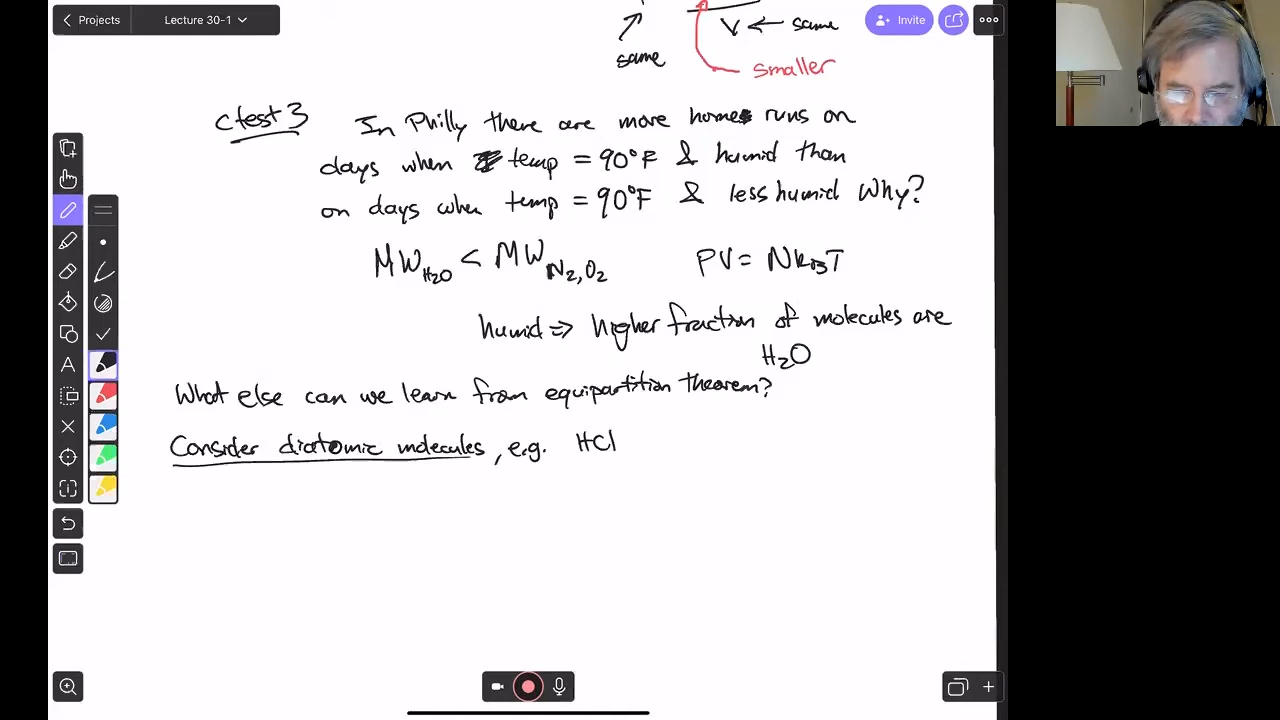 Projects
Lecture 30-1
Invite
same
V ← same
smaller
ctest 3 In Philly there are more homes runs on
days when temp = 90°F & humid than
on days when temp = 90°F & less humid Why?
MW_H₂O < MW_N₂,O₂ PV = Nk_BT
humid ⇒ higher fraction of molecules are
H₂O
What else can we learn from equipartition theorem?
Consider diatomic molecules, e.g. HCl